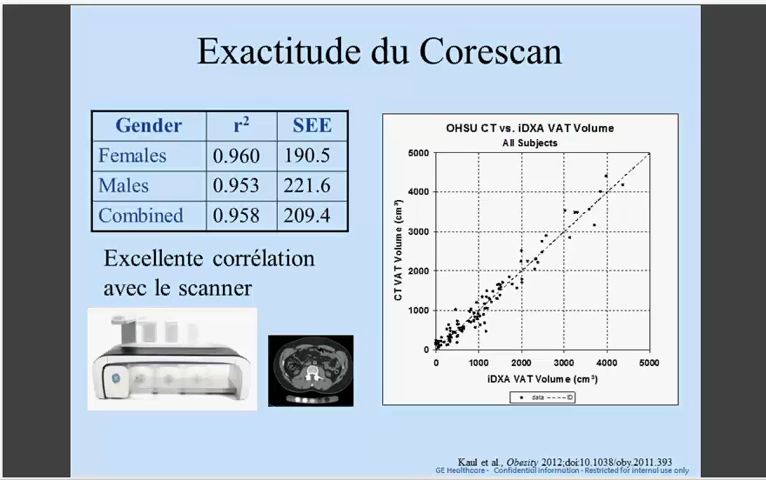 Exactitude du Corescan
Gender r² SEE
Females 0.960 190.5
Males 0.953 221.6
Combined 0.958 209.4
Excellente corrélation
avec le scanner
OHSU CT vs. iDXA VAT Volume
All Subjects
CT VAT Volume (cm³)
5000
4000
3000
2000
1000
0
0 1000 2000 3000 4000 5000
iDXA VAT Volume (cm³)
data ID
Kaul et al., Obesity 2012;doi:10.1038/oby.2011.393
GE Healthcare - Confidential information - Restricted for internal use only